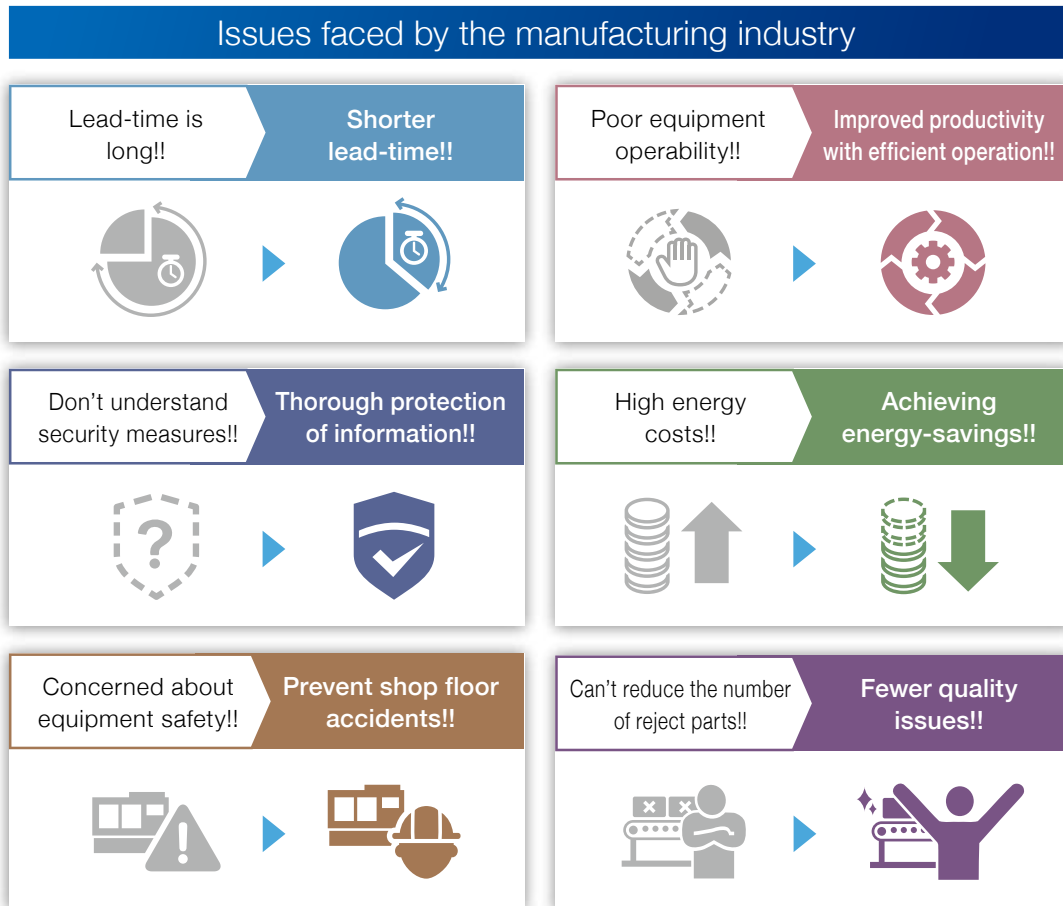 Issues faced by the manufacturing industry
Lead-time is
long!!
Shorter
lead-time!!
Poor equipment
operability!!
Improved productivity
with efficient operation!!
Don’t understand
security measures!!
Thorough protection
of information!!
?
High energy
costs!!
Achieving
energy-savings!!
Concerned about
equipment safety!!
Prevent shop floor
accidents!!
!
Can’t reduce the number
of reject parts!!
Fewer quality
issues!!